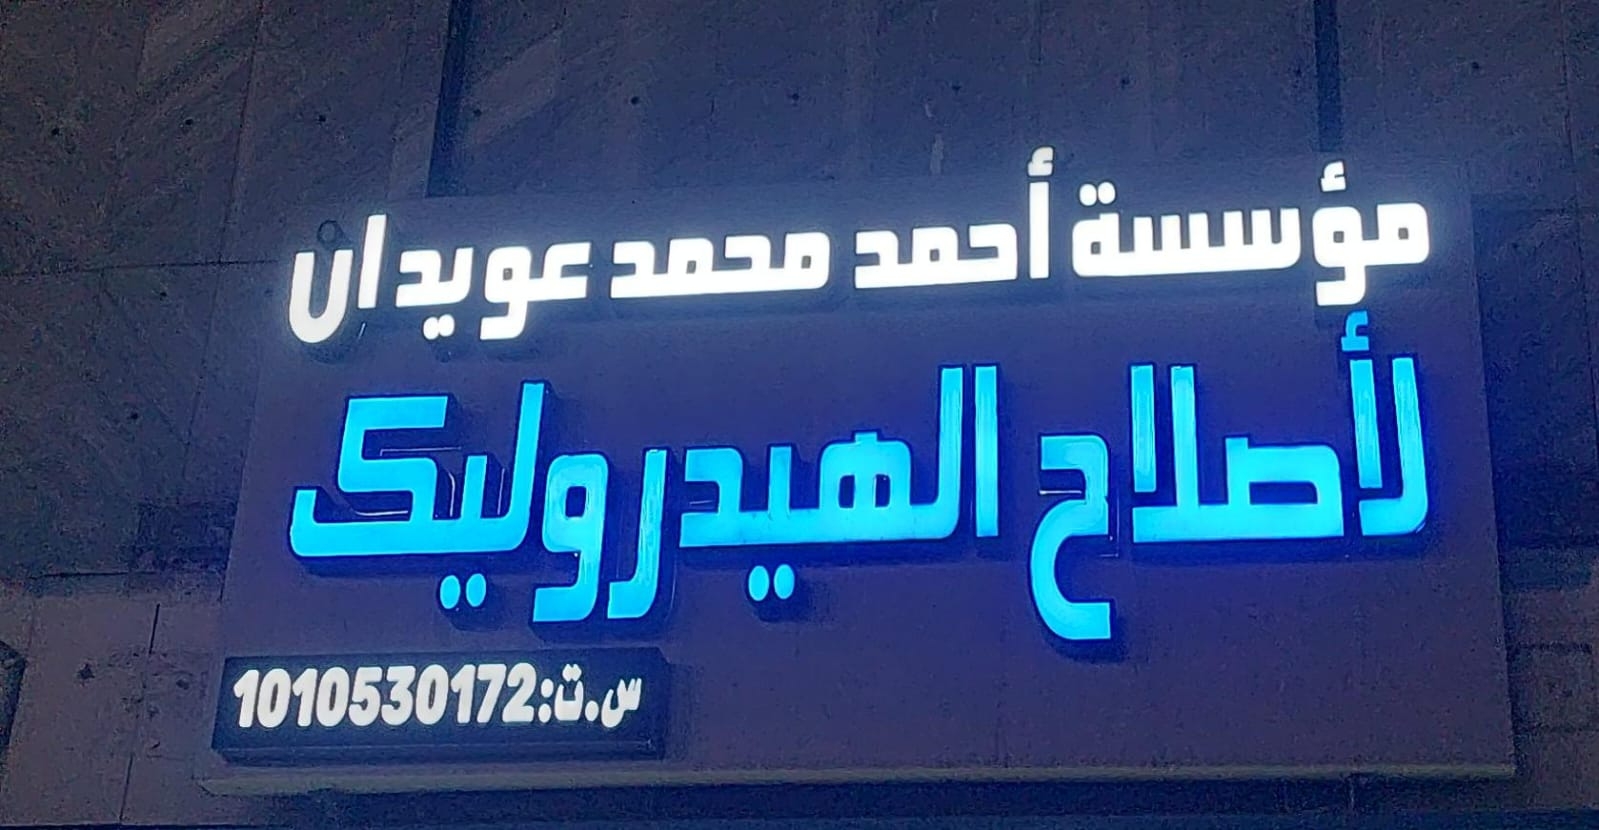 مؤسسة أحمد محمد عويدان
لأصلاح الهيدروليك
س.ت:1010530172